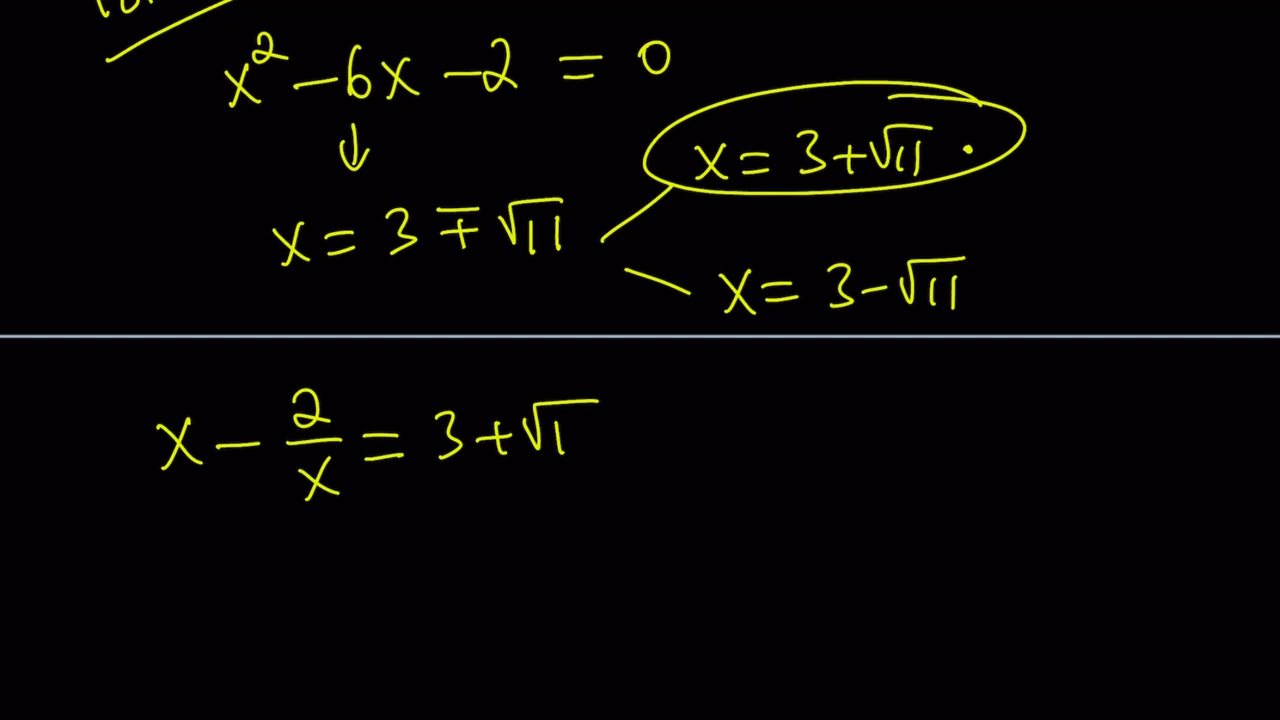 x² − 6x − 2 = 0
↓
x = 3 + √11 .
x = 3 ∓ √11
x = 3 − √11
x − 2/x = 3 + √1